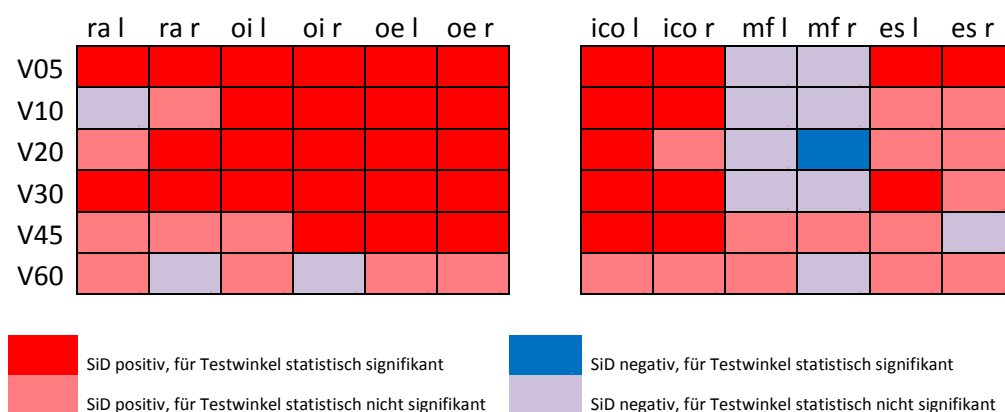 ra l ra r oi l oi r oe l oe r ico l ico r mf l mf r es l es r
V05
V10
V20
V30
V45
V60
SiD positiv, für Testwinkel statistisch signifikant SiD negativ, für Testwinkel statistisch signifikant
SiD positiv, für Testwinkel statistisch nicht signifikant SiD negativ, für Testwinkel statistisch nicht signifikant